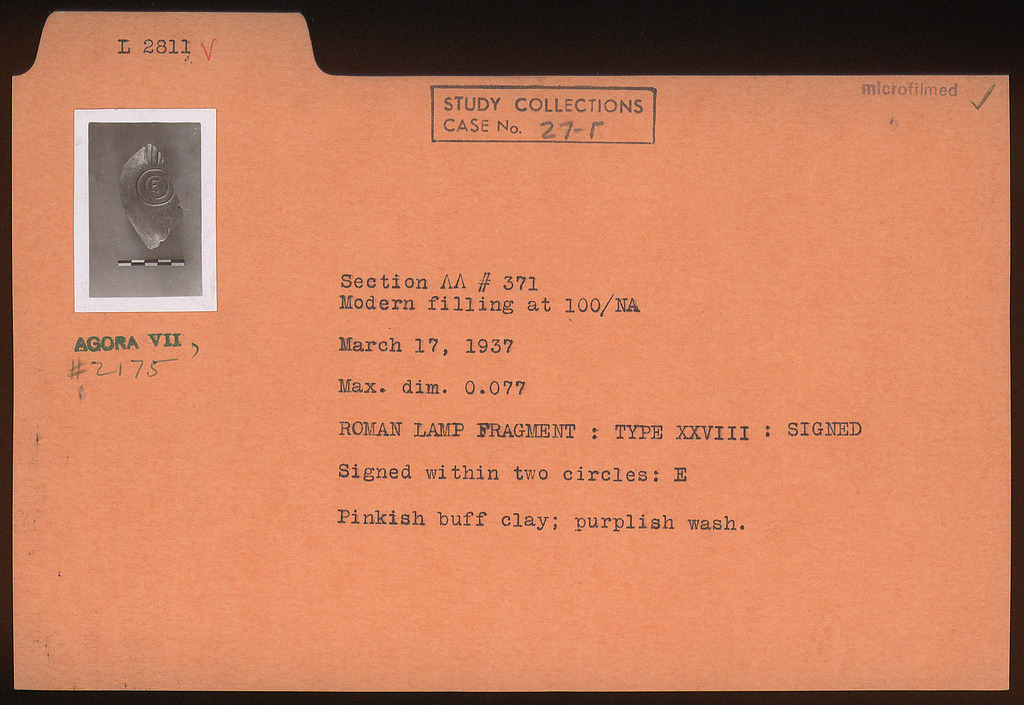 L 2811 √
microfilmed ✓
STUDY COLLECTIONS
CASE No. 27-Γ
E
AGORA VII,
#2175
Section ΛΛ # 371
Modern filling at 100/ΝΑ
March 17, 1937
Max. dim. 0.077
ROMAN LAMP FRAGMENT : TYPE XXVIII : SIGNED
Signed within two circles: E
Pinkish buff clay; purplish wash.